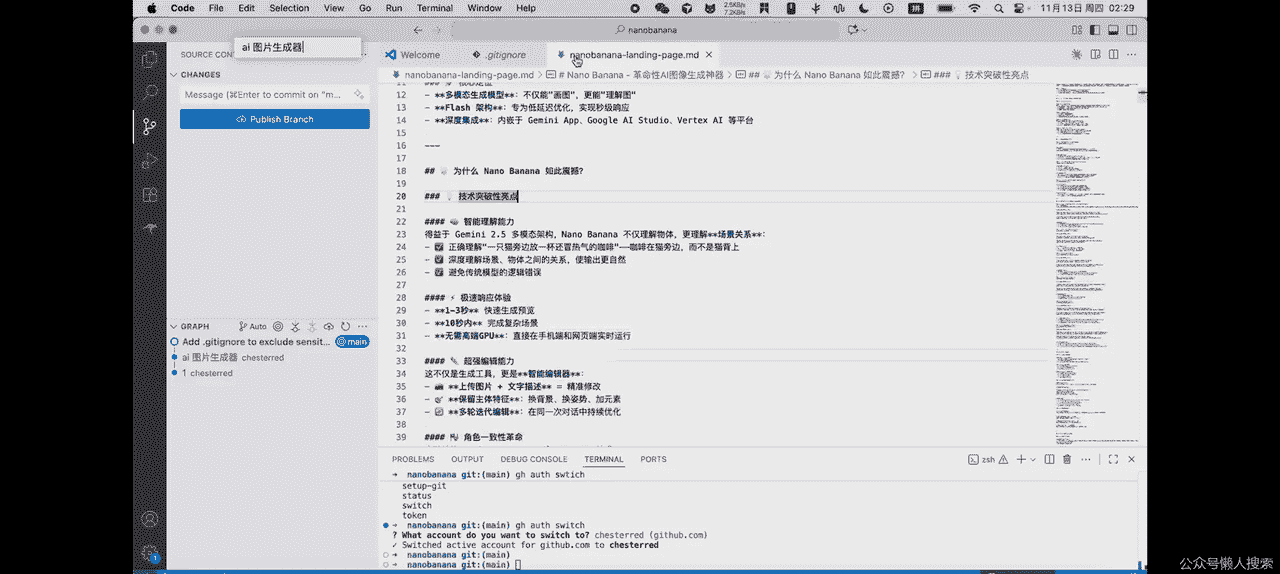 Code File Edit Selection View Go Run Terminal Window Help 2.5KB/s 7.2KB/s 拼 11月13日 周四 02:29
nanobanana
ai 图片生成器
SOURCE CON
Welcome .gitignore nanobanana-landing-page.md
nanobanana-landing-page.md # Nano Banana - 革命性AI图像生成神器 ## 为什么 Nano Banana 如此震撼? ### 技术突破性亮点
CHANGES
Message (⌘Enter to commit on "m...
Publish Branch
12 - **多模态生成模型**: 不仅能"画图", 更能"理解图"
13 - **Flash 架构**: 专为低延迟优化, 实现秒级响应
14 - **深度集成**: 内嵌于 Gemini App、Google AI Studio、Vertex AI 等平台
15
16 ---
17
18 ## 为什么 Nano Banana 如此震撼?
19
20 ### 技术突破性亮点
21
22 #### 智能理解能力
23 得益于 Gemini 2.5 多模态架构, Nano Banana 不仅理解物体, 更理解**场景关系**:
24 - ✅ 正确理解"一只猫旁边放一杯还冒热气的咖啡"——咖啡在猫旁边, 而不是猫背上
25 - ✅ 深度理解场景、物体之间的关系, 使输出更自然
26 - ✅ 避免传统模型的逻辑错误
27
28 #### ⚡ 极速响应体验
29 - **1-3秒** 快速生成预览
30 - **10秒内** 完成复杂场景
31 - **无需高端GPU**: 直接在手机端和网页端实时运行
32
33 #### 超强编辑能力
34 这不仅是生成工具, 更是**智能编辑器**:
35 - **上传图片 + 文字描述** = 精准修改
36 - **保留主体特征**: 换背景、换姿势、加元素
37 - **多轮迭代编辑**: 在同一次对话中持续优化
38
39 #### 角色一致性革命
GRAPH Auto
Add .gitignore to exclude sensit... main
ai 图片生成器 chesterred
1 chesterred
PROBLEMS OUTPUT DEBUG CONSOLE TERMINAL PORTS zsh
→ nanobanana git:(main) gh auth swtich
setup-git
status
switch
token
→ nanobanana git:(main) gh auth switch
? What account do you want to switch to? chesterred (github.com)
✓ Switched active account for github.com to chesterred
→ nanobanana git:(main)
→ nanobanana git:(main)
公众号懒人搜索